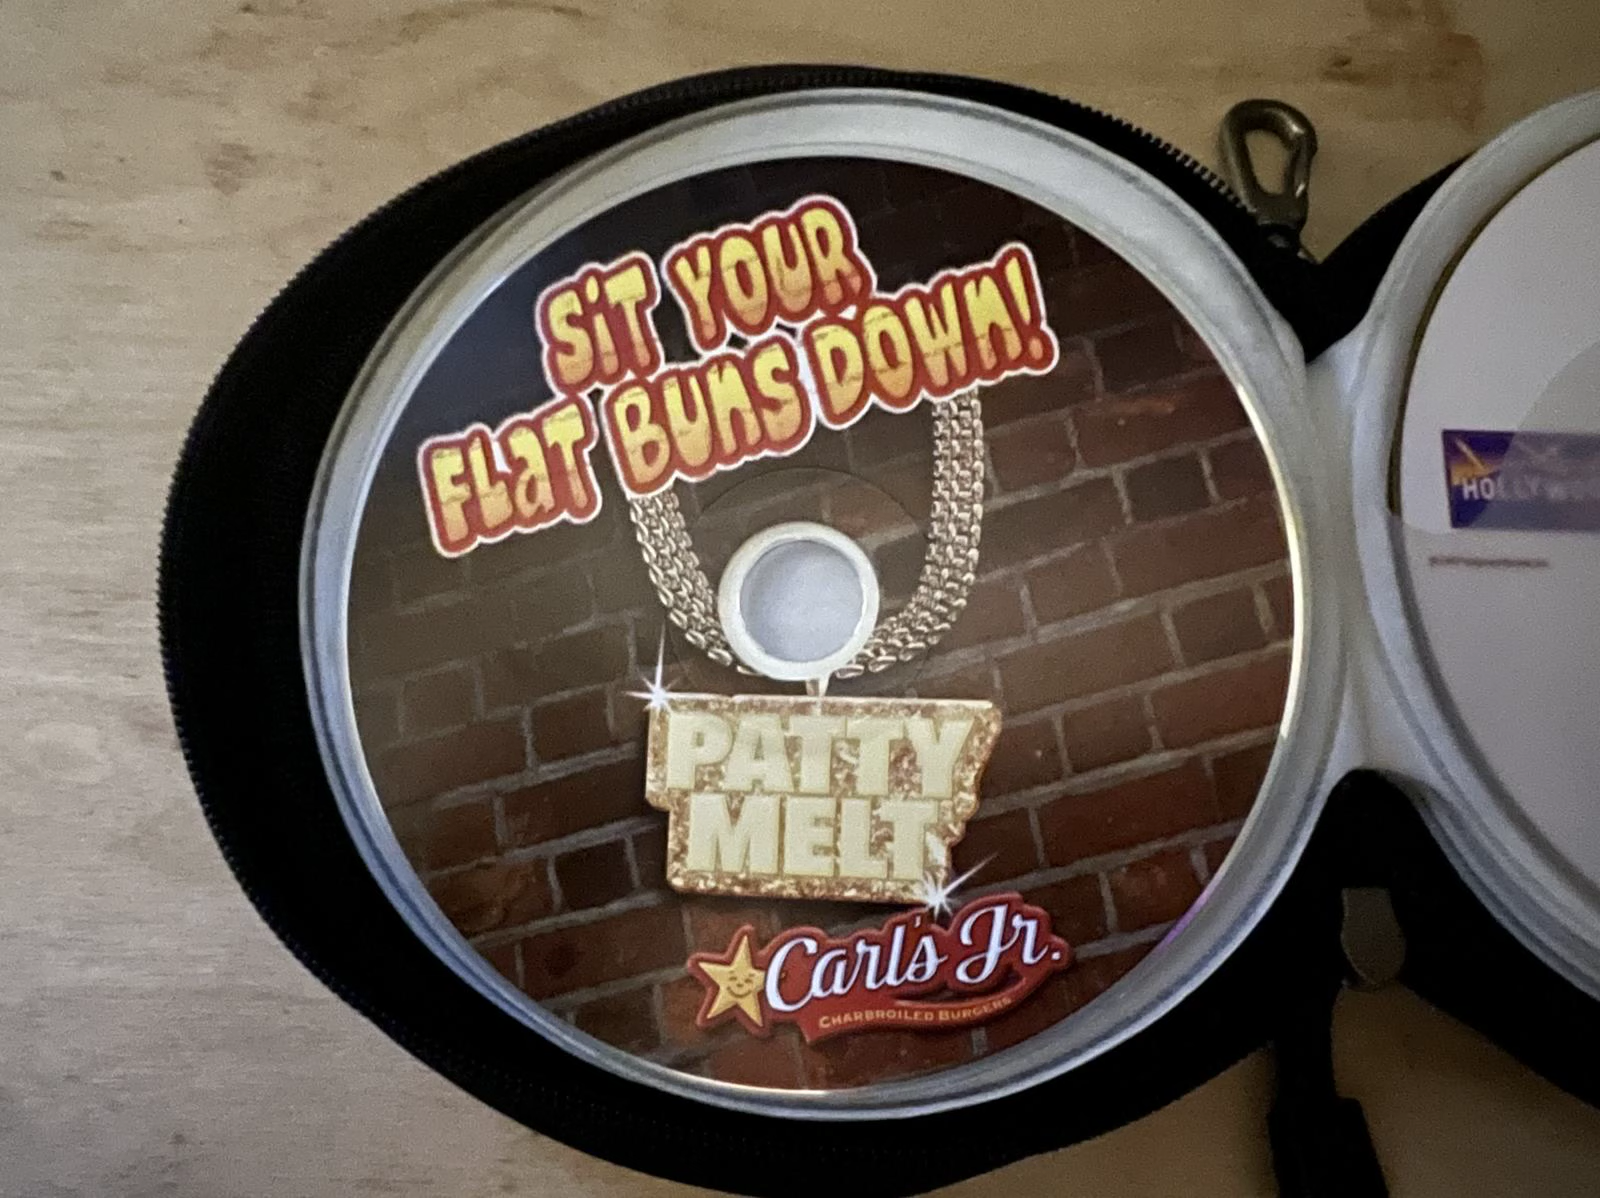 SiT YOUR
FLaT BUnS DOWn!
PATTY
MELT
Carl's Jr.
CHARBROILED BURGERS